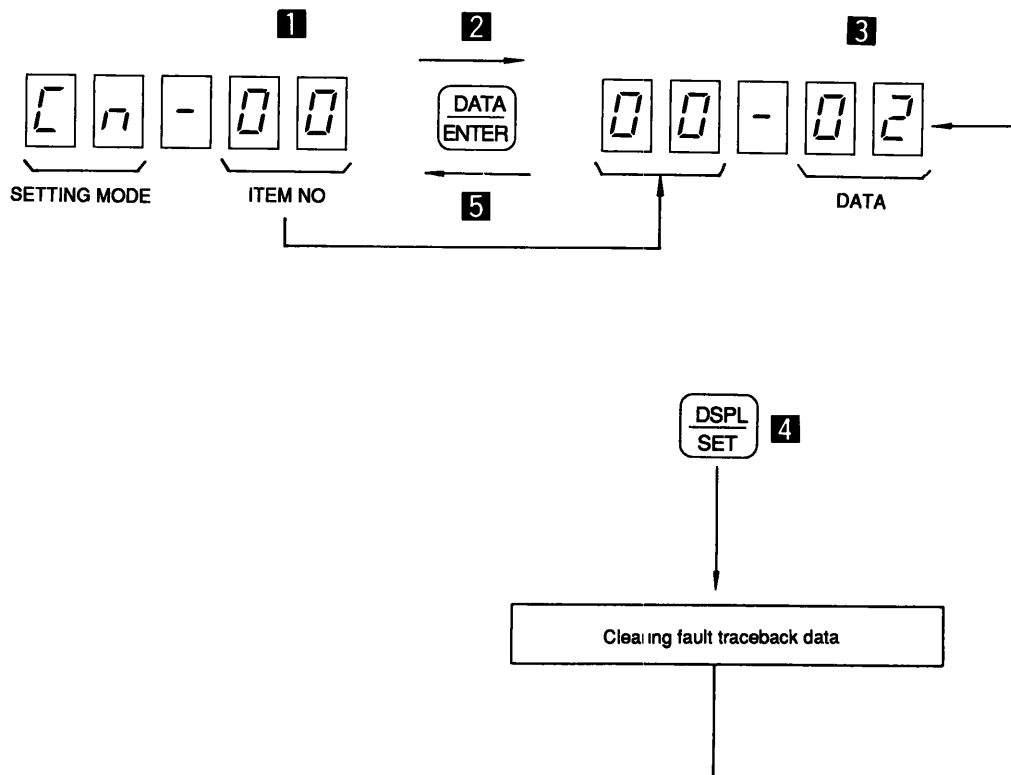 1
2
3
Cn-00
DATA
ENTER
00-02
SETTING MODE
ITEM NO
5
DATA
DSPL
SET
4
Clearing fault traceback data